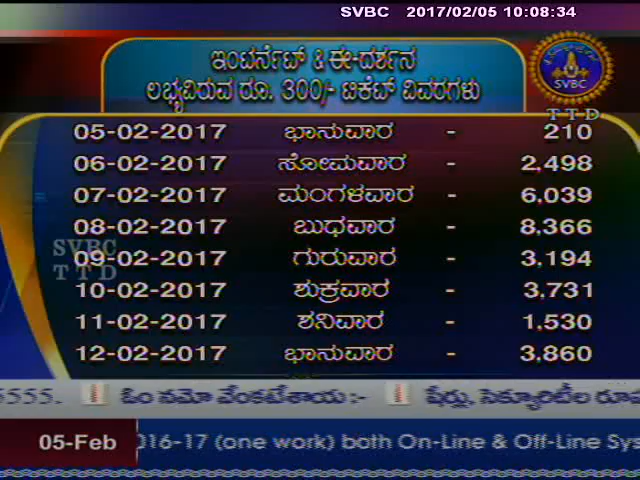 SVBC 2017/02/05 10:08:34
ಇಂಟರ್ನೆಟ್ & ಈ-ದರ್ಶನ
ಲಭ್ಯವಿರುವ ರೂ. 300/- ಟಿಕೆಟ್ ವಿವರಗಳು
SVBC
TTD
05-02-2017 ಭಾನುವಾರ - 210
06-02-2017 ಸೋಮವಾರ - 2,498
07-02-2017 ಮಂಗಳವಾರ - 6,039
08-02-2017 ಬುಧವಾರ - 8,366
SVBC
09-02-2017 ಗುರುವಾರ - 3,194
TTD
10-02-2017 ಶುಕ್ರವಾರ - 3,731
11-02-2017 ಶನಿವಾರ - 1,530
12-02-2017 ಭಾನುವಾರ - 3,860
5555. ಓಂ ನಮೋ ವೇಂಕಟೇಶಾಯ:- ಷೇರ್ಲು, ಸೆಕ್ಯೂರಿಟೀಲ ರೂಪ
05-Feb 016-17 (one work) both On-Line & Off-Line Sys